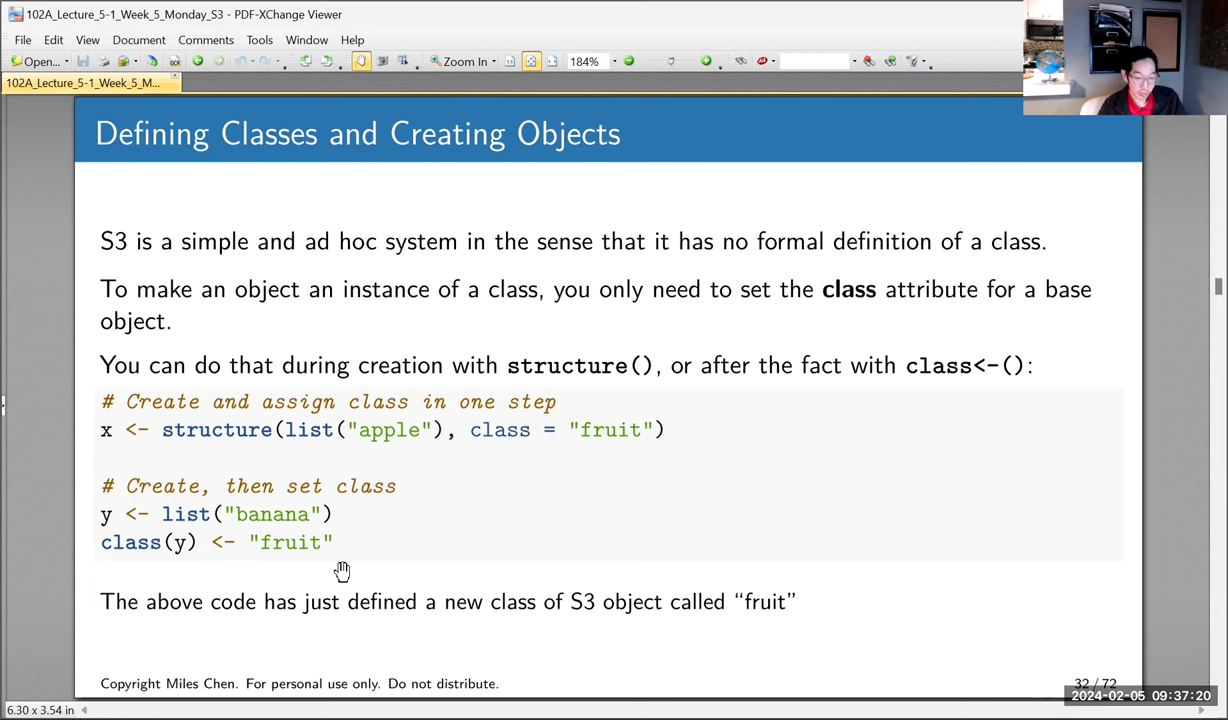 102A_Lecture_5-1_Week_5_Monday_S3 - PDF-XChange Viewer
File Edit View Document Comments Tools Window Help
Open... Zoom In 184%
102A_Lecture_5-1_Week_5_M...
Defining Classes and Creating Objects
S3 is a simple and ad hoc system in the sense that it has no formal definition of a class.
To make an object an instance of a class, you only need to set the class attribute for a base
object.
You can do that during creation with structure(), or after the fact with class<-():
# Create and assign class in one step
x <- structure(list("apple"), class = "fruit")
# Create, then set class
y <- list("banana")
class(y) <- "fruit"
The above code has just defined a new class of S3 object called “fruit”
Copyright Miles Chen. For personal use only. Do not distribute.
32 / 72
2024-02-05 09:37:20
6.30 x 3.54 in